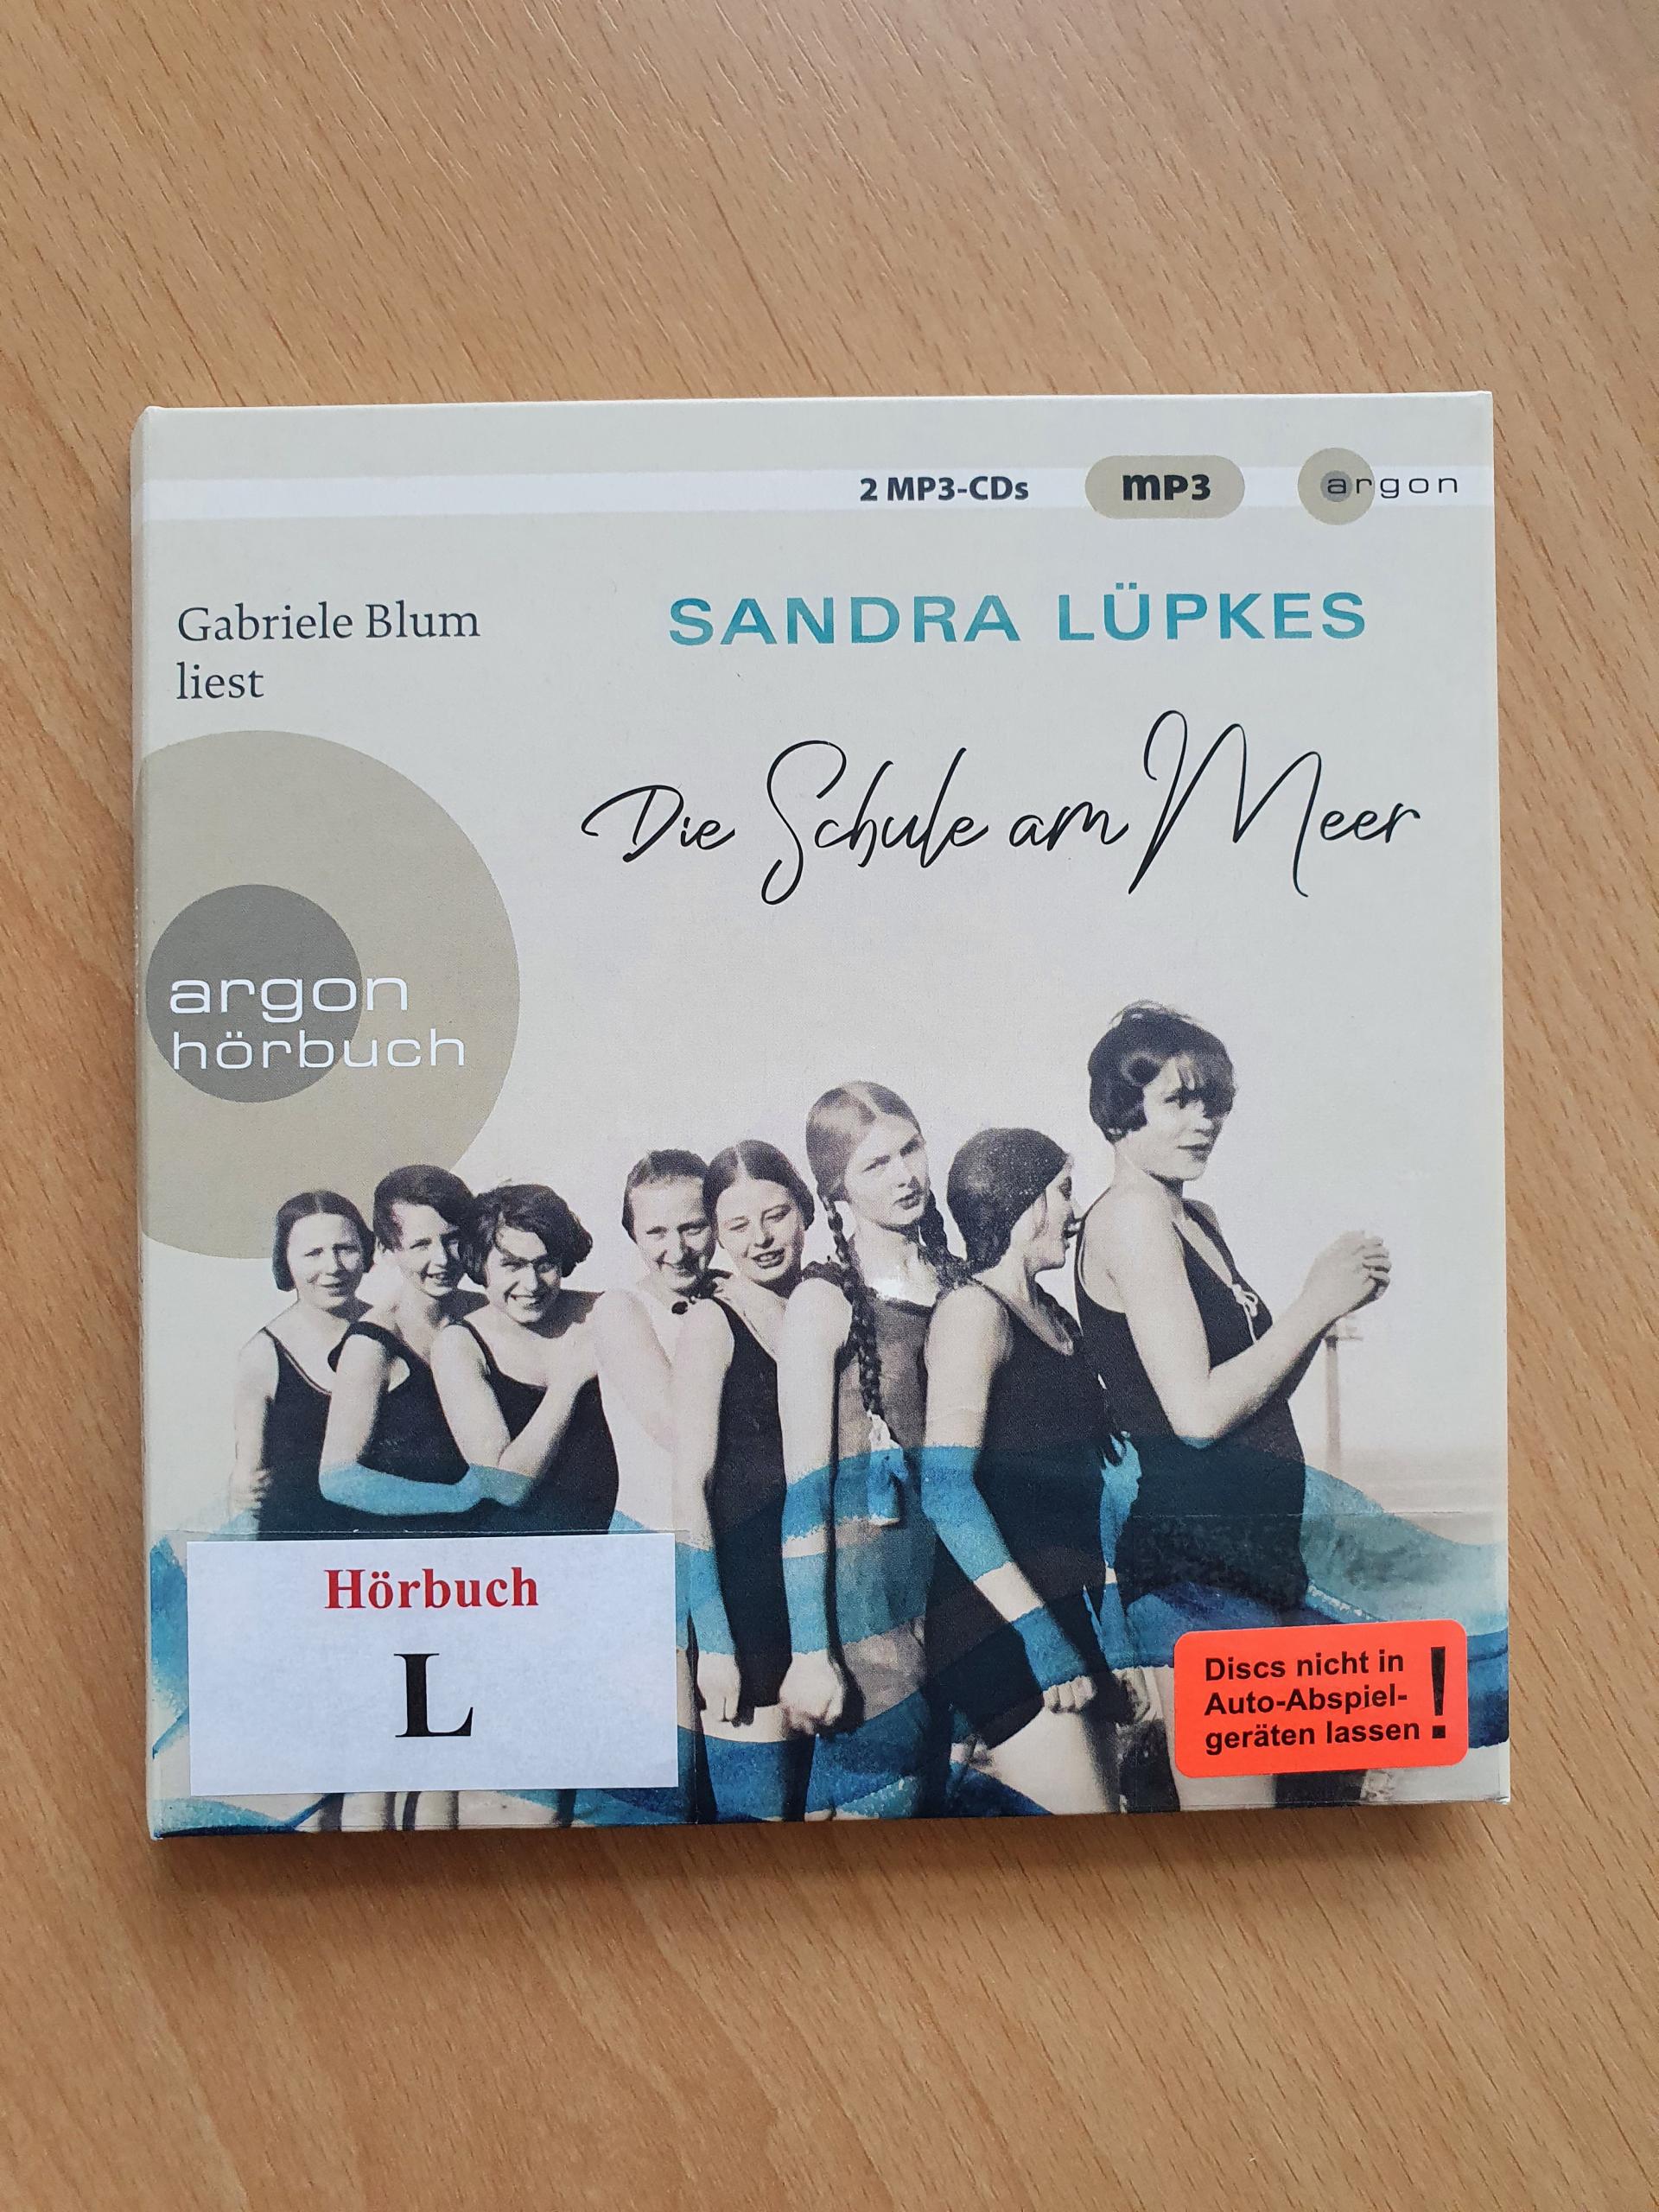 2 MP3-CDs mp3 argon
Gabriele Blum
liest
SANDRA LÜPKES
Die Schule am Meer
argon
hörbuch
Hörbuch
L
Discs nicht in
Auto-Abspiel-
geräten lassen !